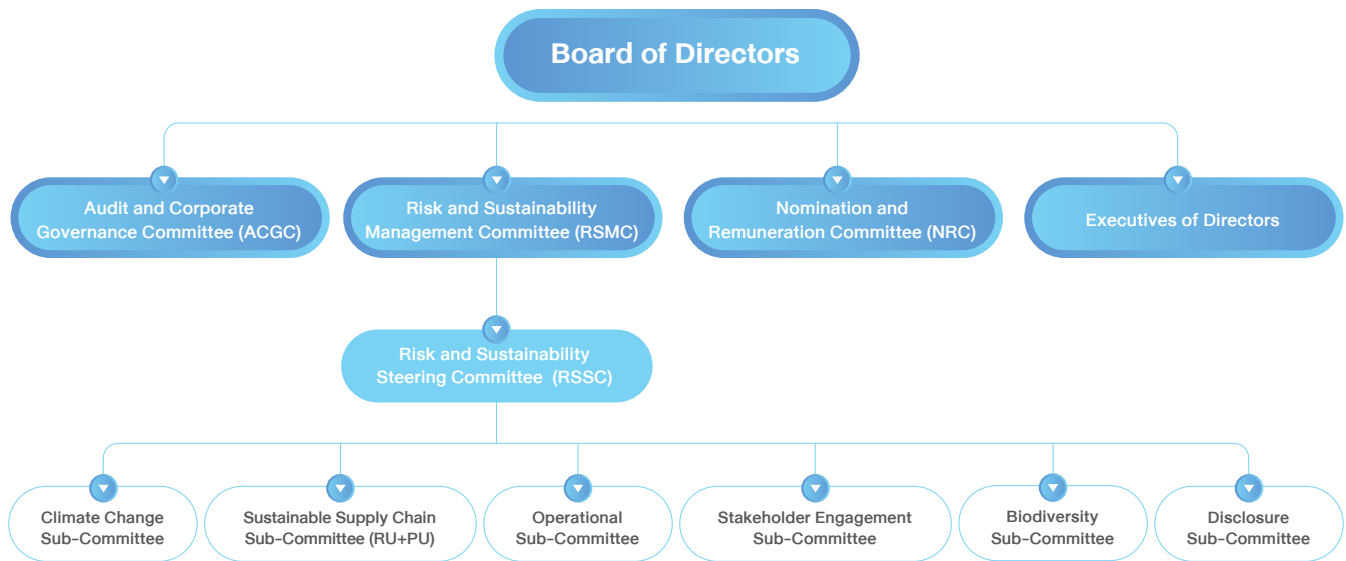 Board of Directors
Audit and Corporate
Governance Committee (ACGC)
Risk and Sustainability
Management Committee (RSMC)
Nomination and
Remuneration Committee (NRC)
Executives of Directors
Risk and Sustainability
Steering Committee (RSSC)
Climate Change
Sub-Committee
Sustainable Supply Chain
Sub-Committee (RU+PU)
Operational
Sub-Committee
Stakeholder Engagement
Sub-Committee
Biodiversity
Sub-Committee
Disclosure
Sub-Committee